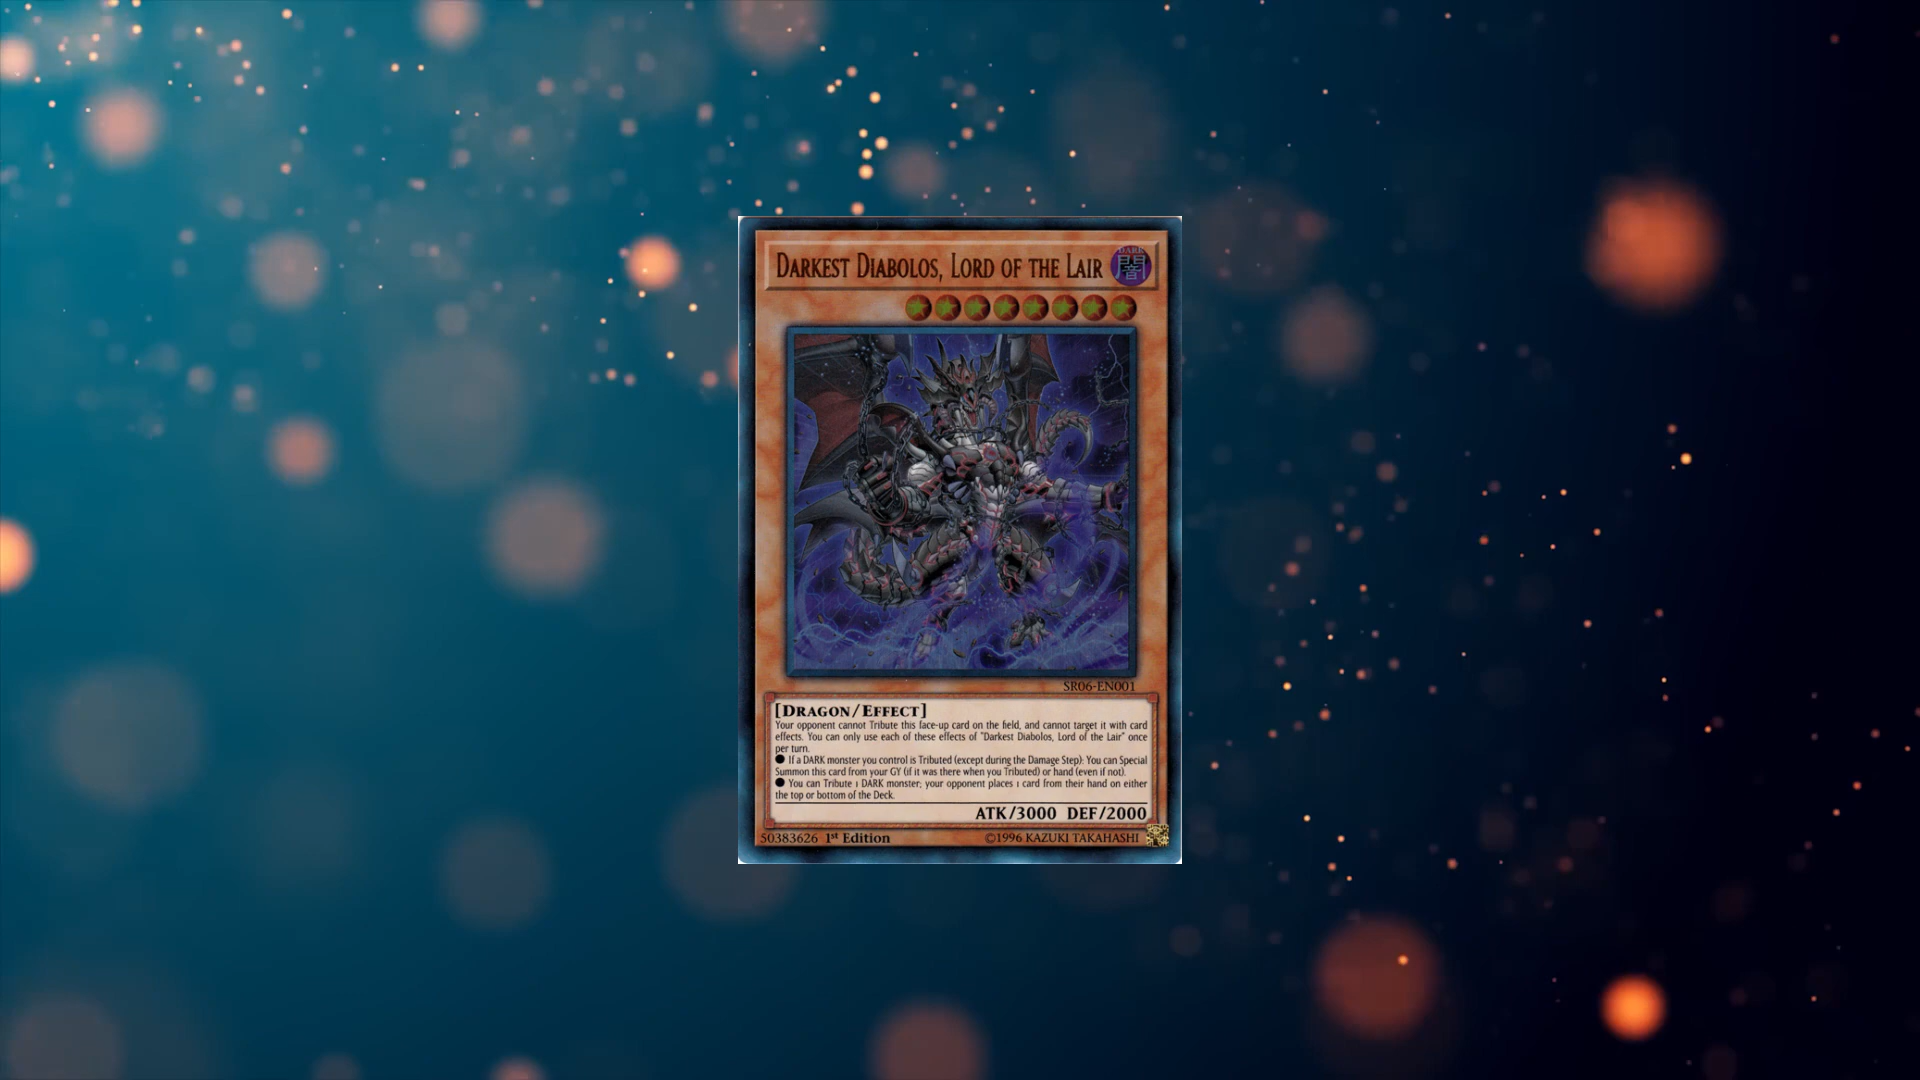 DARKEST DIABOLOS, LORD OF THE LAIR
DARK
闇
SR06-EN001
[DRAGON/EFFECT]
Your opponent cannot Tribute this face-up card on the field, and cannot target it with card
effects. You can only use each of these effects of "Darkest Diabolos, Lord of the Lair" once
per turn.
● If a DARK monster you control is Tributed (except during the Damage Step): You can Special
Summon this card from your GY (if it was there when you Tributed) or hand (even if not).
● You can Tribute 1 DARK monster; your opponent places 1 card from their hand on either
the top or bottom of the Deck.
ATK/3000 DEF/2000
50383626 1st Edition ©1996 KAZUKI TAKAHASHI